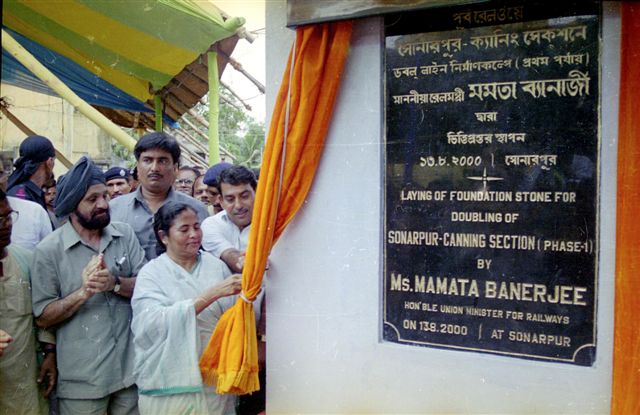 পূর্ব রেলওয়ে
সোনারপুর-ক্যানিং সেকশনে
ডবল লাইন নির্মাণকল্পে (প্রথম পর্যায়)
মাননীয়া রেলমন্ত্রী মমতা ব্যানার্জী
দ্বারা
ভিত্তিপ্রস্তর স্থাপন
১৩.৮.২০০০ | সোনারপুর
LAYING OF FOUNDATION STONE FOR
DOUBLING OF
SONARPUR-CANNING SECTION (PHASE-I)
BY
MS. MAMATA BANERJEE
HON'BLE UNION MINISTER FOR RAILWAYS
ON 13.8.2000 | AT SONARPUR